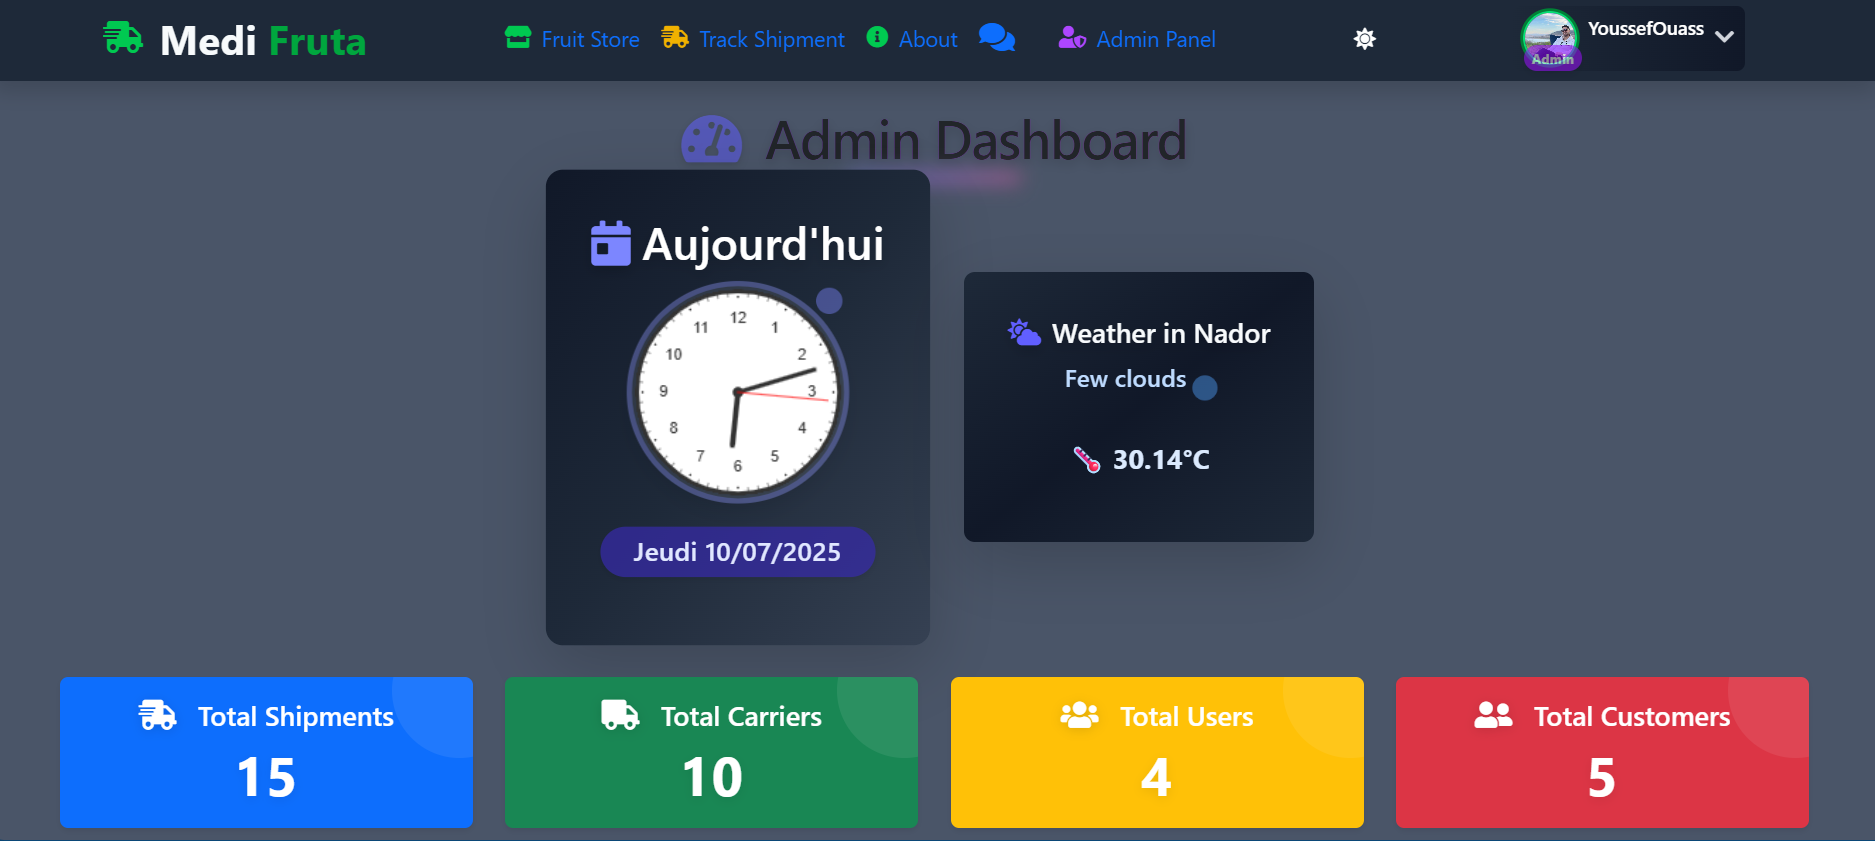 Medi Fruta
Fruit Store
Track Shipment
About
Admin Panel
YoussefOuass
Admin
Admin Dashboard
Aujourd'hui
12
1
2
3
4
5
6
7
8
9
10
11
Jeudi 10/07/2025
Weather in Nador
Few clouds
30.14°C
Total Shipments
15
Total Carriers
10
Total Users
4
Total Customers
5